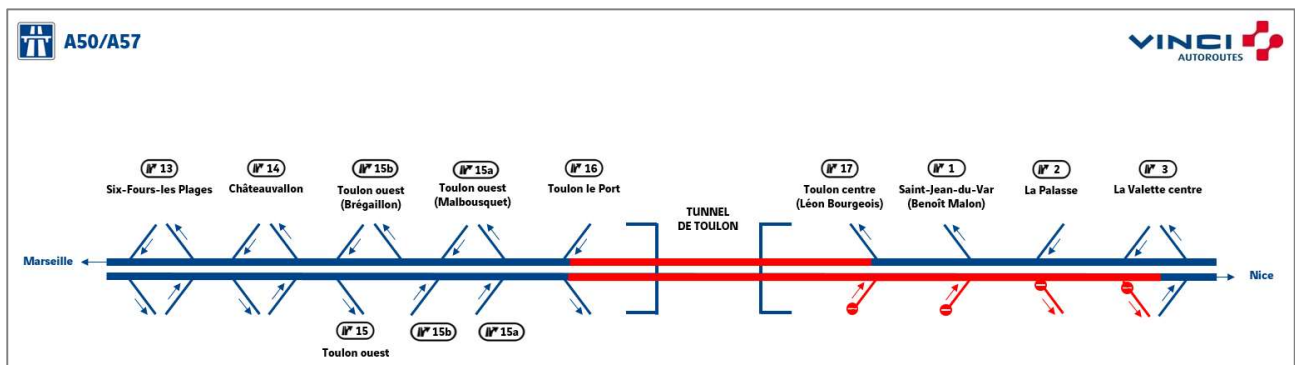 A50/A57
VINCI
AUTOROUTES
13
Six-Fours-les Plages
14
Châteauvallon
15b
Toulon ouest
(Brégaillon)
15a
Toulon ouest
(Malbousquet)
16
Toulon le Port
TUNNEL
DE TOULON
17
Toulon centre
(Léon Bourgeois)
1
Saint-Jean-du-Var
(Benoît Malon)
2
La Palasse
3
La Valette centre
Marseille
Nice
15
Toulon ouest
15b
15a